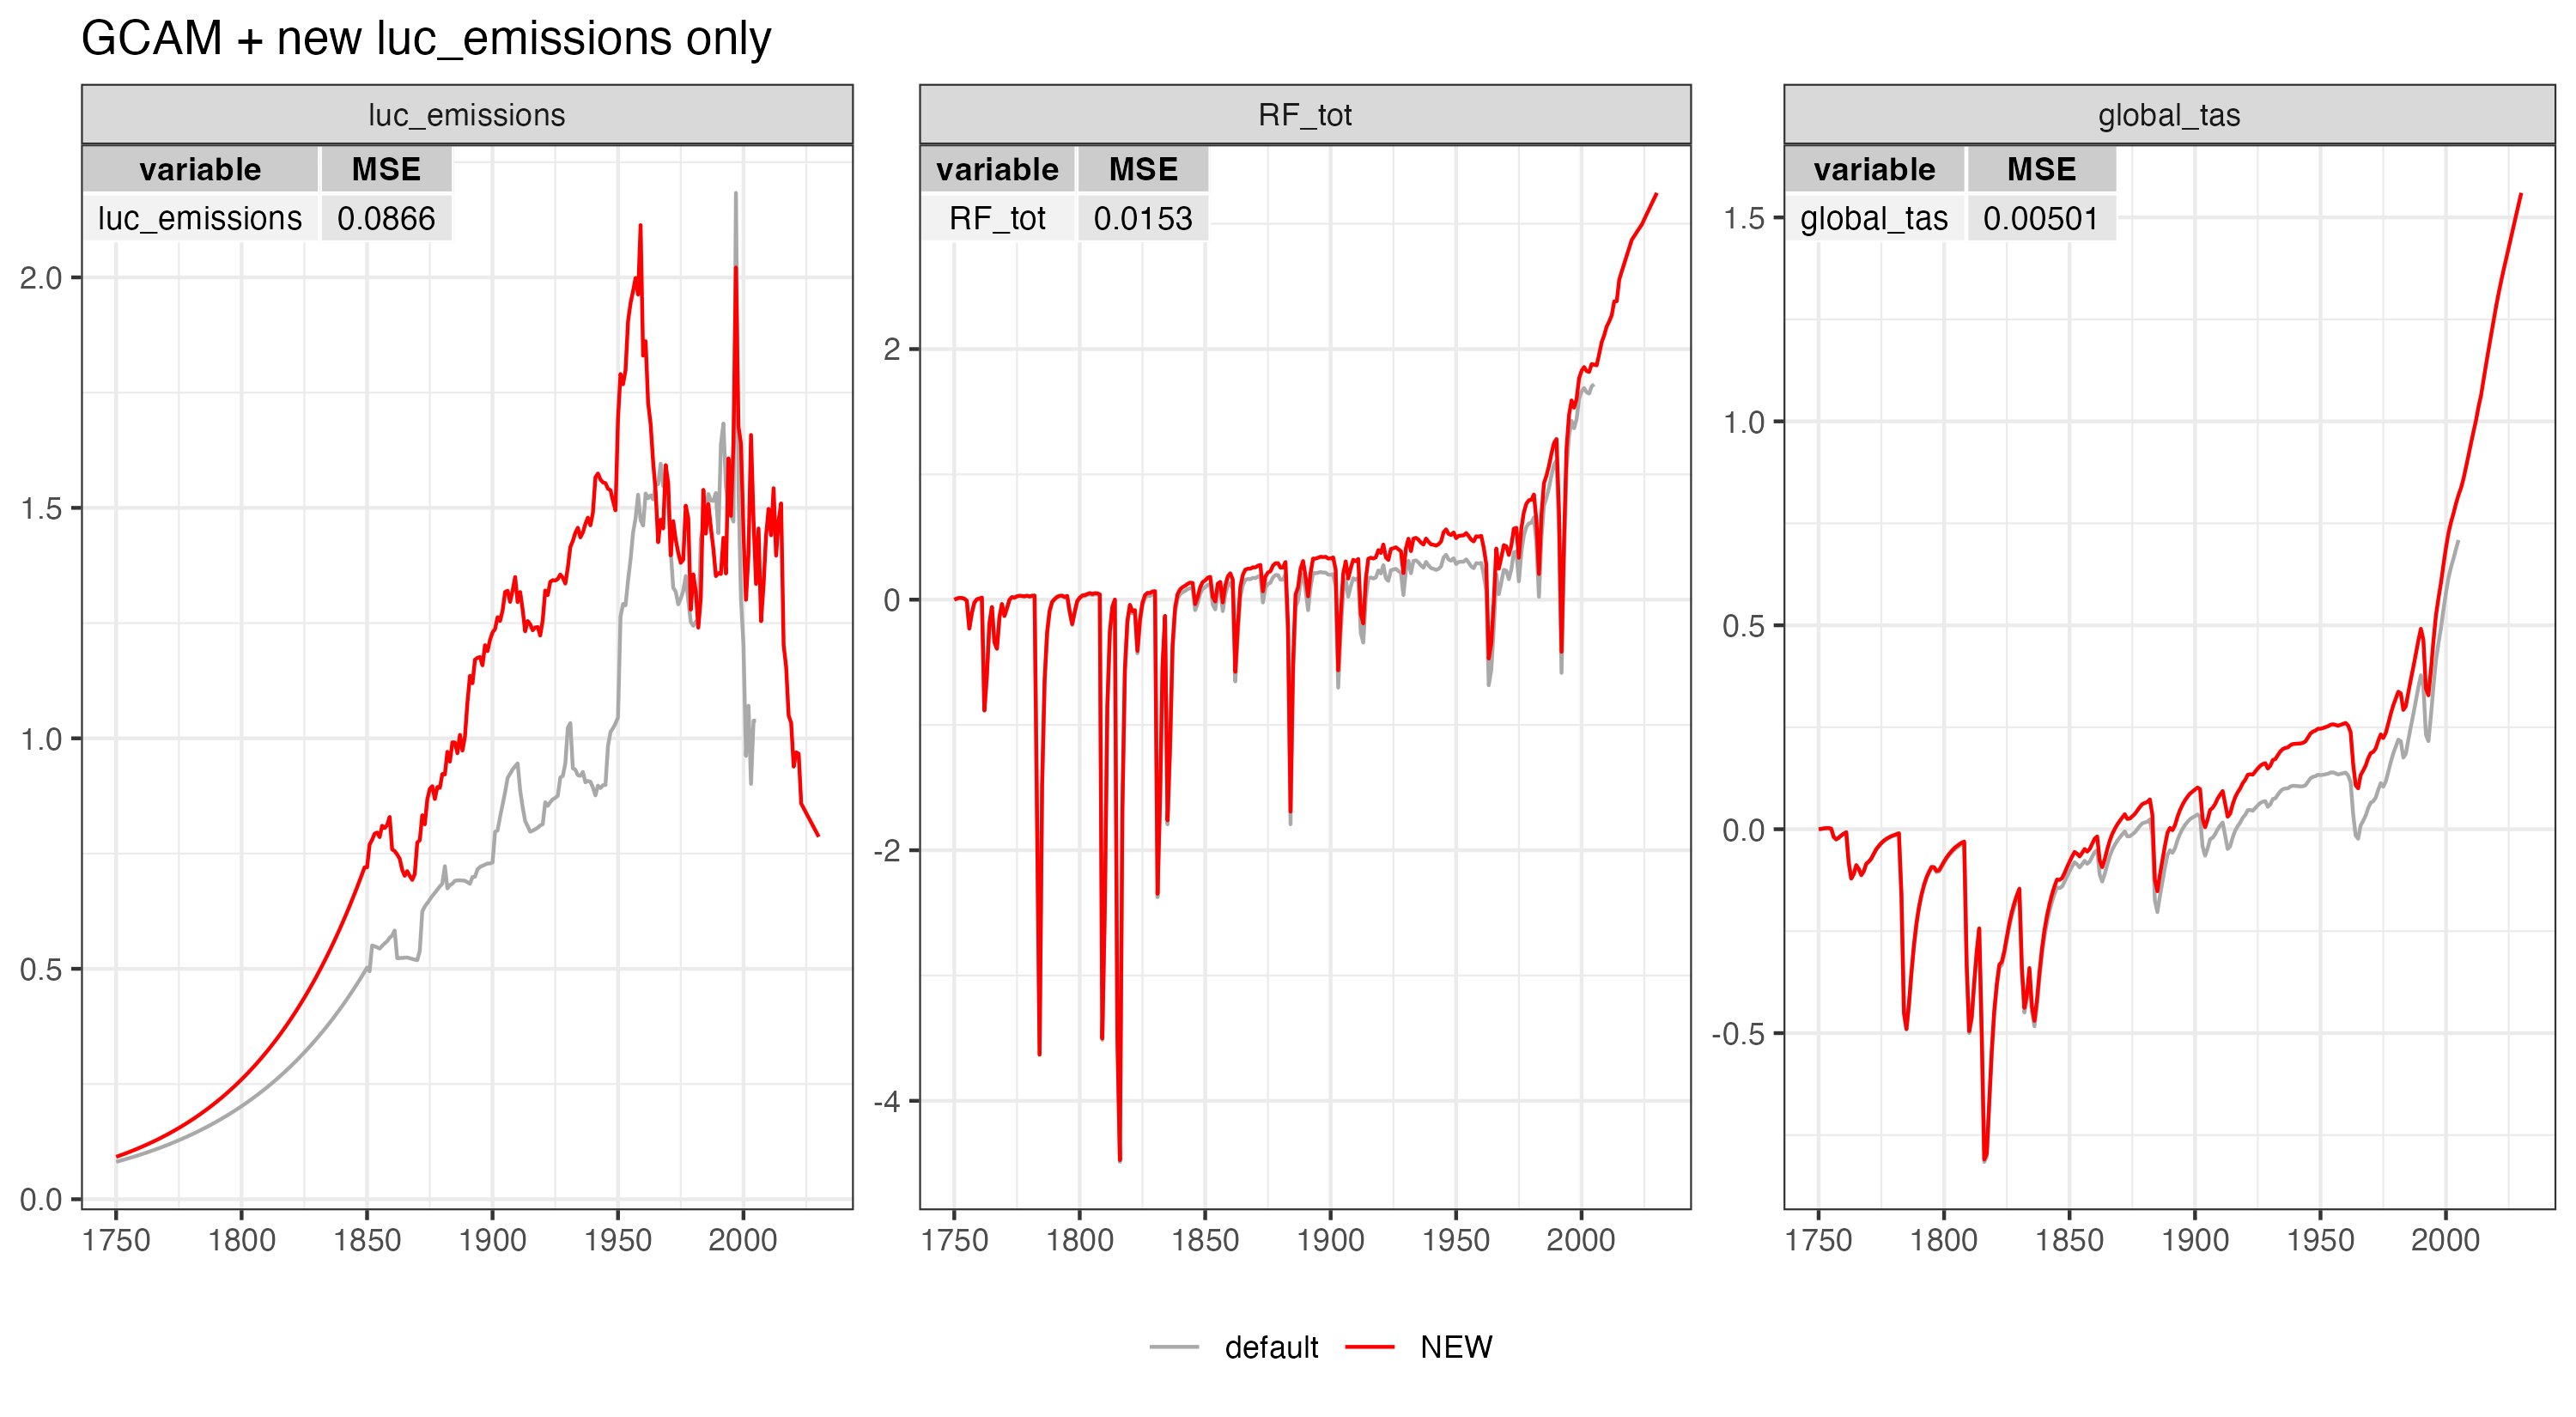 GCAM + new luc_emissions only
luc_emissions
RF_tot
global_tas
variable MSE
luc_emissions 0.0866
variable MSE
RF_tot 0.0153
variable MSE
global_tas 0.00501
2.0
1.5
1.0
0.5
0.0
1750 1800 1850 1900 1950 2000
2
0
-2
-4
1750 1800 1850 1900 1950 2000
1.5
1.0
0.5
0.0
-0.5
1750 1800 1850 1900 1950 2000
default NEW